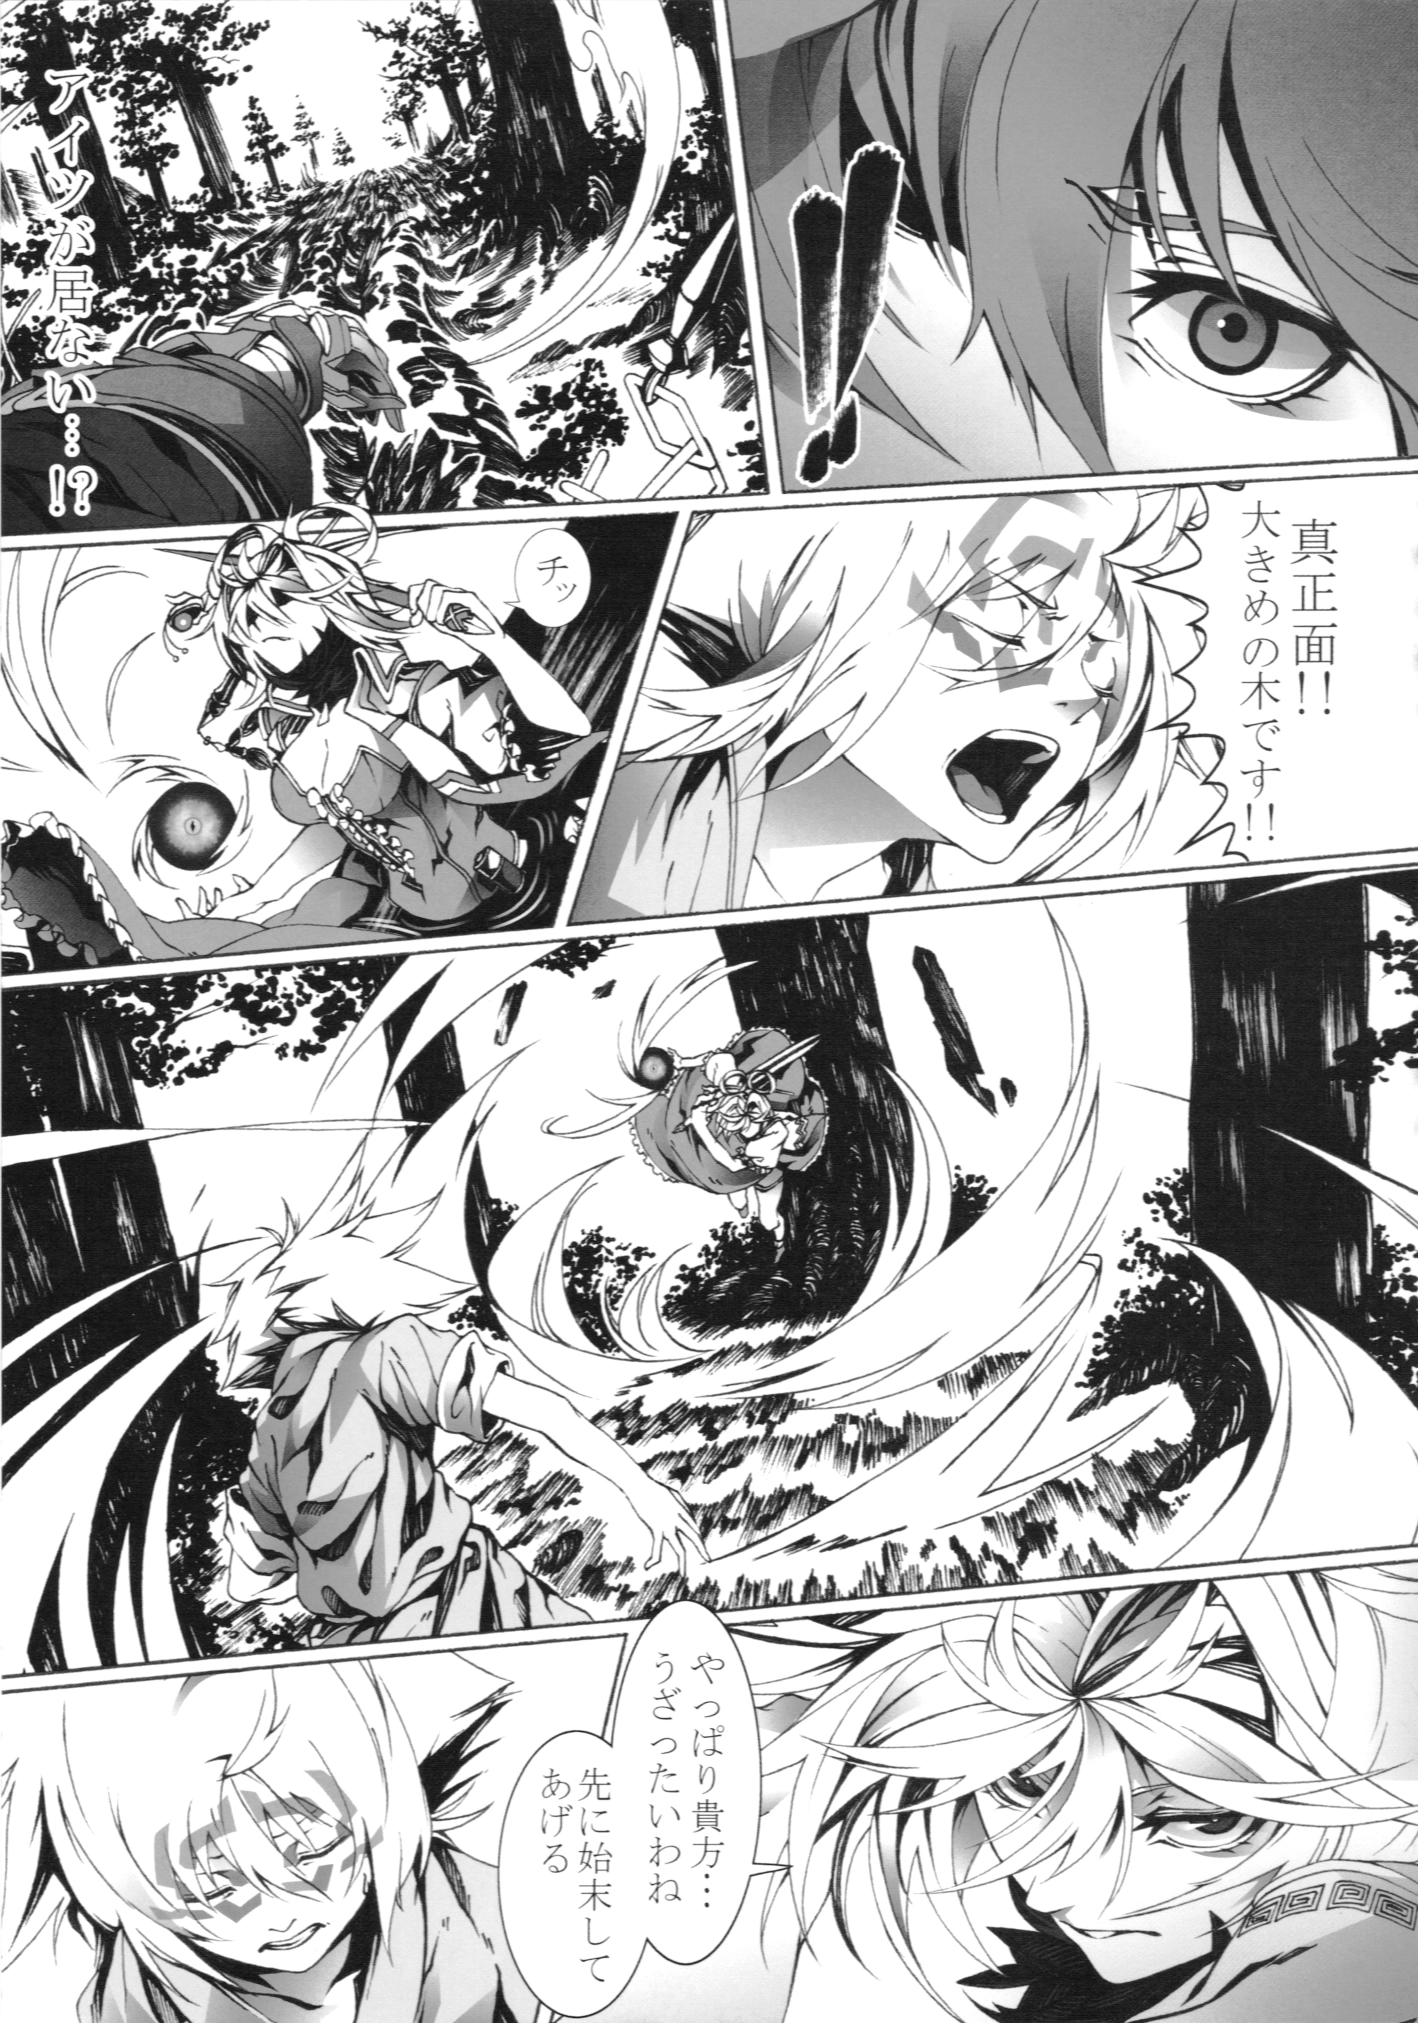 !!
アイツが居ない…!?
真正面!!
大きめの木です!!
チッ
やっぱり貴方…
うざったいわね
先に始末して
あげる